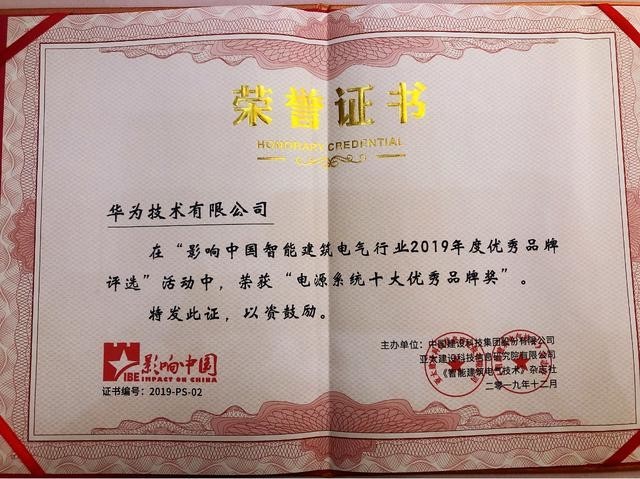 荣誉证书
HONORARY CREDENTIAL
华为技术有限公司
在“影响中国智能建筑电气行业2019年度优秀品牌
评选”活动中，荣获“电源系统十大优秀品牌奖”。
特发此证，以资鼓励。
影响中国
IBE IMPACT ON CHINA
证书编号：2019-PS-02
主办单位：中国建设科技集团股份有限公司
亚太建设科技信息研究院有限公司
《智能建筑电气技术》杂志社
二〇一九年十二月